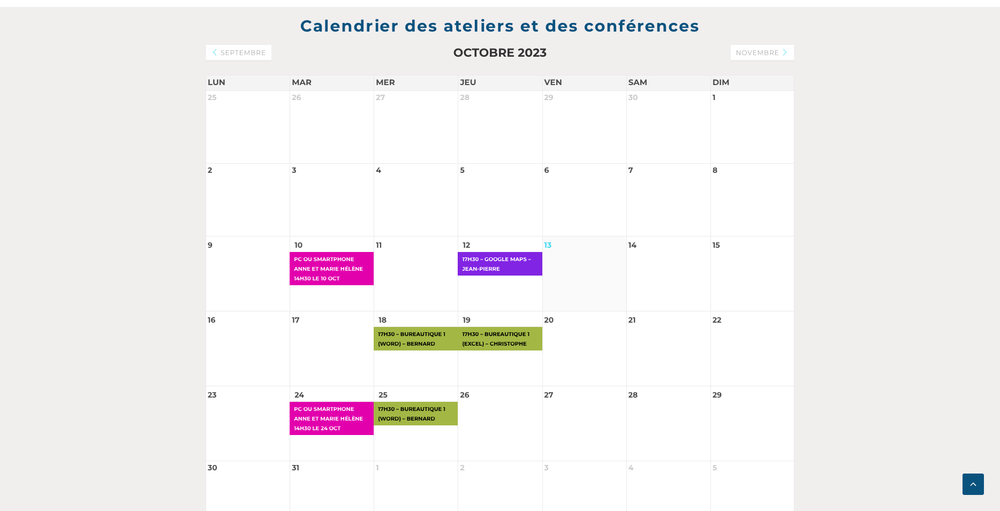 Calendrier des ateliers et des conférences
SEPTEMBRE
OCTOBRE 2023
NOVEMBRE
LUN MAR MER JEU VEN SAM DIM
25 26 27 28 29 30 1
2 3 4 5 6 7 8
9 10 11 12 13 14 15
PC OU SMARTPHONE
ANNE ET MARIE HÉLÈNE
14H30 LE 10 OCT
17H30 – GOOGLE MAPS –
JEAN-PIERRE
16 17 18 19 20 21 22
17H30 – BUREAUTIQUE 1
(WORD) – BERNARD
17H30 – BUREAUTIQUE 1
(EXCEL) – CHRISTOPHE
23 24 25 26 27 28 29
PC OU SMARTPHONE
ANNE ET MARIE HÉLÈNE
14H30 LE 24 OCT
17H30 – BUREAUTIQUE 1
(WORD) – BERNARD
30 31 1 2 3 4 5